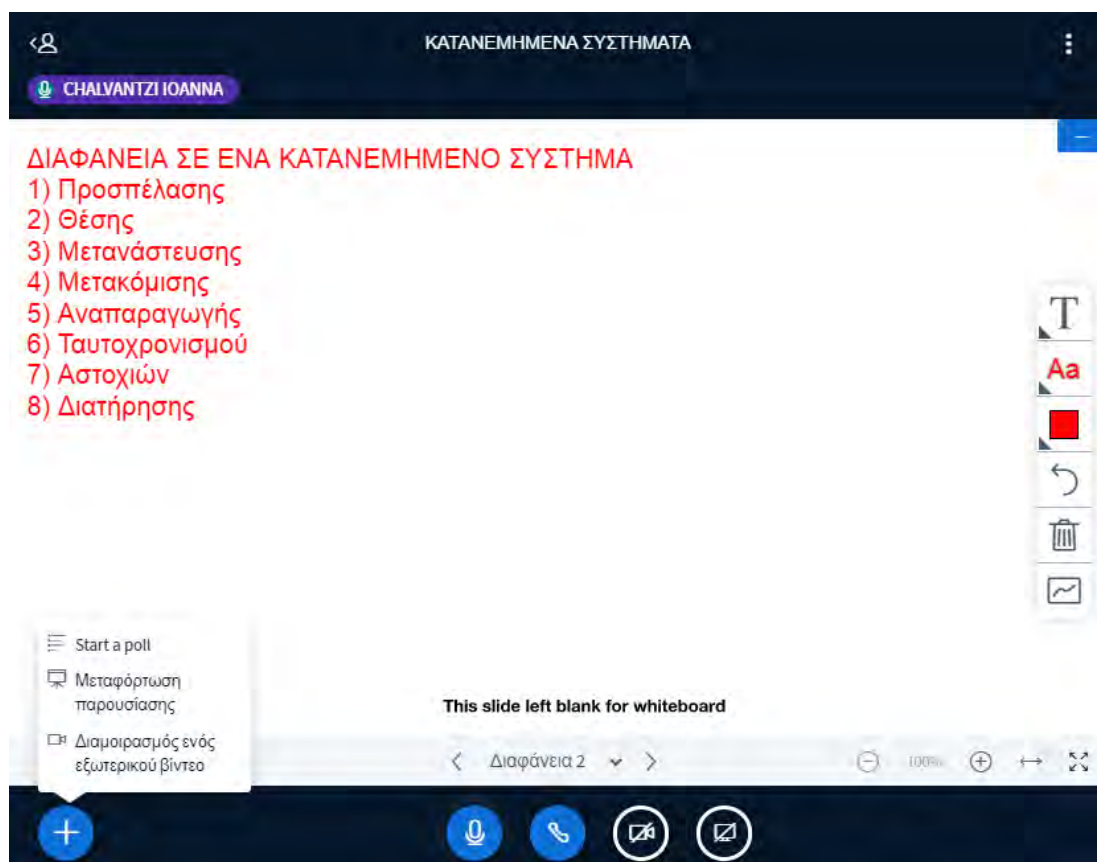 ΚΑΤΑΝΕΜΗΜΕΝΑ ΣΥΣΤΗΜΑΤΑ
CHALVANTZI IOANNA
ΔΙΑΦΑΝΕΙΑ ΣΕ ΕΝΑ ΚΑΤΑΝΕΜΗΜΕΝΟ ΣΥΣΤΗΜΑ
1) Προσπέλασης
2) Θέσης
3) Μετανάστευσης
4) Μετακόμισης
5) Αναπαραγωγής
6) Ταυτοχρονισμού
7) Αστοχιών
8) Διατήρησης
T
Aa
Start a poll
Μεταφόρτωση
παρουσίασης
Διαμοιρασμός ενός
εξωτερικού βίντεο
This slide left blank for whiteboard
Διαφάνεια 2
100%